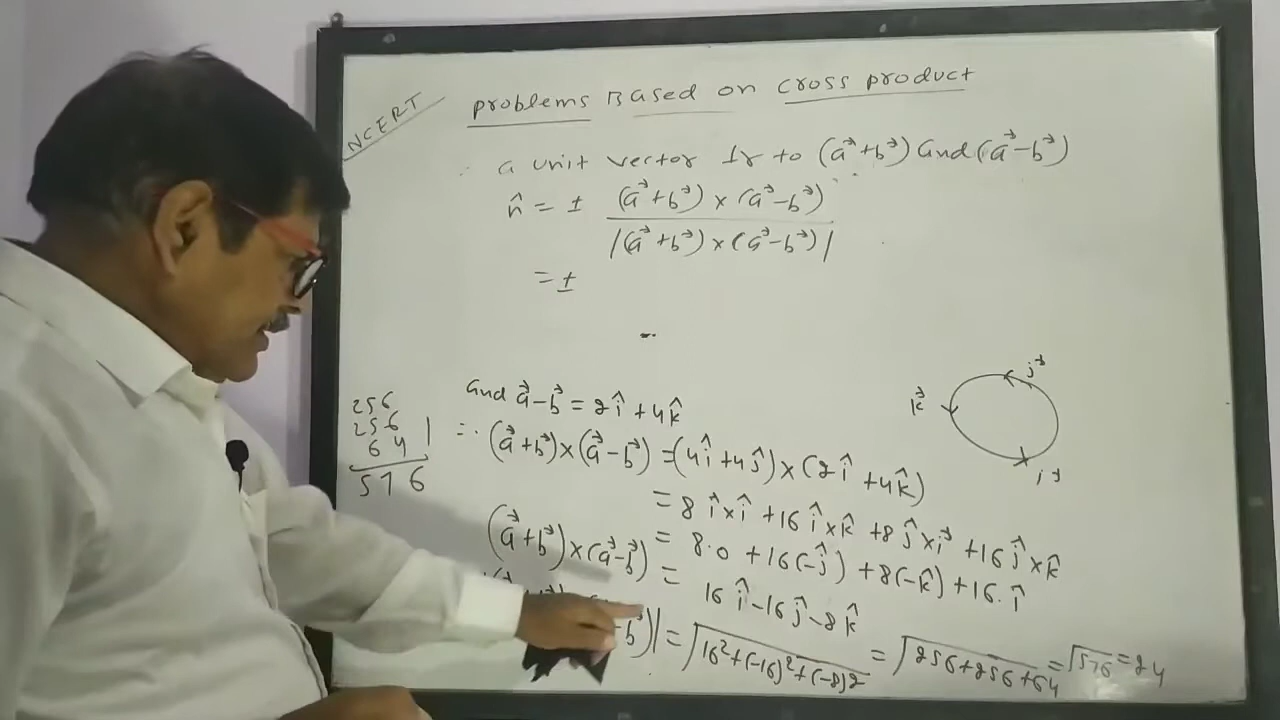 NCERT
problems Based on cross product
∴ a unit vector ⊥r to (a⃗+b⃗) and (a⃗-b⃗)
n̂ = ± (a⃗+b⃗)×(a⃗-b⃗)
|(a⃗+b⃗)×(a⃗-b⃗)|
= ±
and a⃗-b⃗ = 2î+4k̂
∴ (a⃗+b⃗)×(a⃗-b⃗) = (4î+4ĵ)×(2î+4k̂)
= 8 î×î +16 î×k̂ +8 ĵ×i⃗ +16 ĵ×k̂
= 8.0 +16(-ĵ) +8(-k̂) +16.î
(a⃗+b⃗)×(a⃗-b⃗) = 16î-16ĵ-8k̂
b⃗)| = √16²+(-16)²+(-8)2 = √256+256+64 = √576 = 24
256
256
64
576
j⃗
k⃗
i⃗